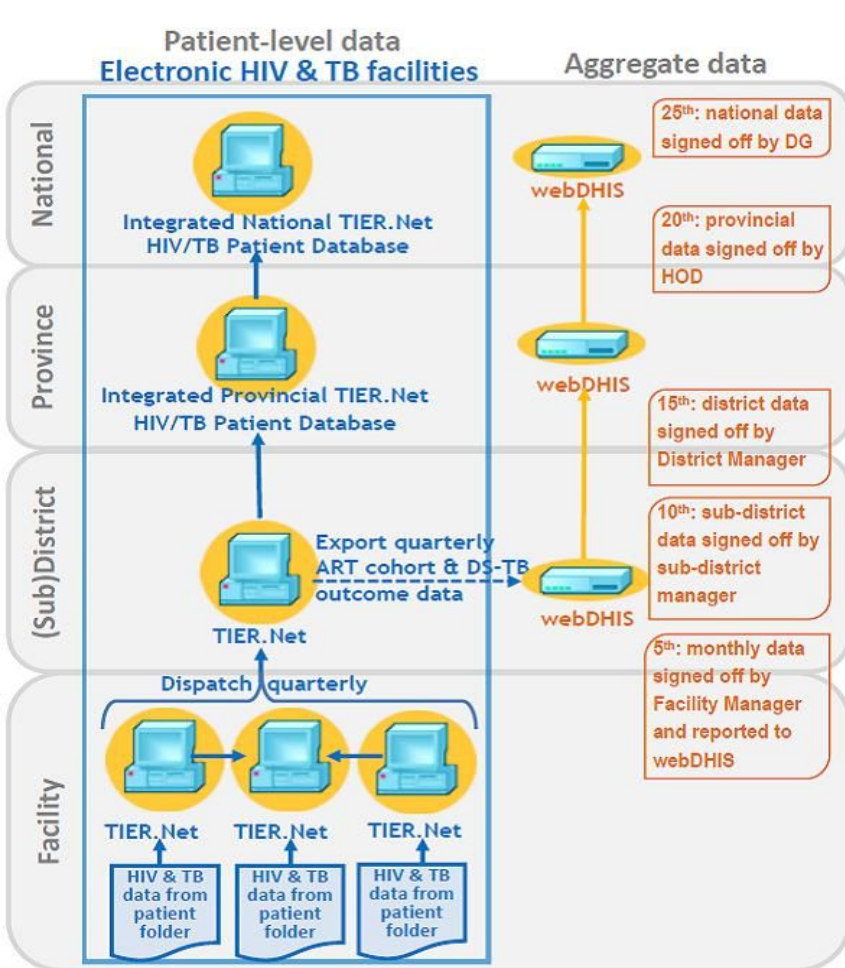 Patient-level data
Electronic HIV & TB facilities
Aggregate data
National
Integrated National TIER.Net
HIV/TB Patient Database
webDHIS
25th: national data
signed off by DG
20th: provincial
data signed off by
HOD
Province
Integrated Provincial TIER.Net
HIV/TB Patient Database
webDHIS
15th: district data
signed off by
District Manager
(Sub)District
TIER.Net
Export quarterly
ART cohort & DS-TB
outcome data
webDHIS
10th: sub-district
data signed off by
sub-district
manager
5th: monthly data
signed off by
Facility Manager
and reported to
webDHIS
Facility
Dispatch quarterly
TIER.Net
TIER.Net
TIER.Net
HIV & TB
data from
patient
folder
HIV & TB
data from
patient
folder
HIV & TB
data from
patient
folder